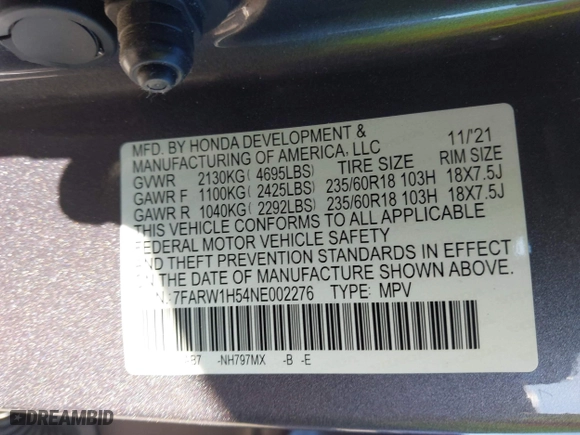 MFD. BY HONDA DEVELOPMENT & 11/'21
MANUFACTURING OF AMERICA, LLC
GVWR 2130KG( 4695LBS) TIRE SIZE RIM SIZE
GAWR F 1100KG( 2425LBS) 235/60R18 103H 18X7.5J
GAWR R 1040KG( 2292LBS) 235/60R18 103H 18X7.5J
THIS VEHICLE CONFORMS TO ALL APPLICABLE
FEDERAL MOTOR VEHICLE SAFETY
AND THEFT PREVENTION STANDARDS IN EFFECT
ON THE DATE OF MANUFACTURE SHOWN ABOVE.
7FARW1H54NE002276 TYPE: MPV
-NH797MX -B -E
DREAMBID